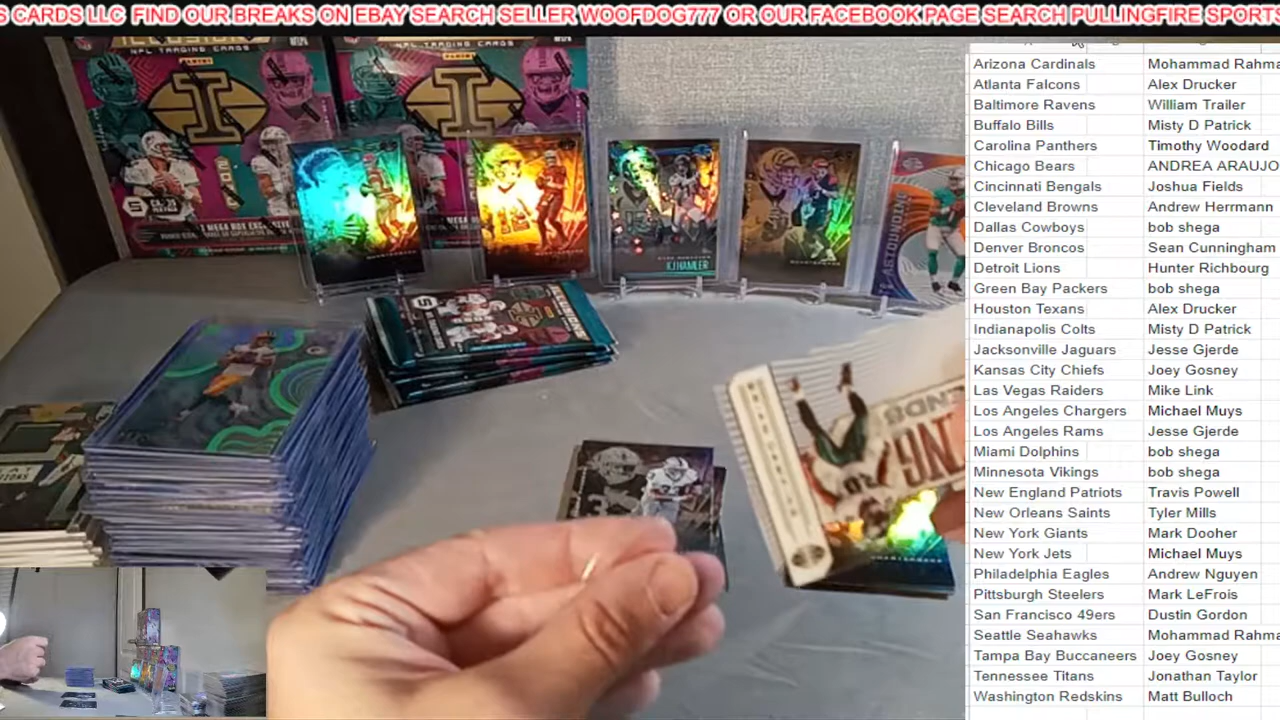 S CARDS LLC FIND OUR BREAKS ON EBAY SEARCH SELLER WOOFDOG777 OR OUR FACEBOOK PAGE SEARCH PULLINGFIRE SPORTS
NFL TRADING CARDS
NFL TRADING CARDS
I
I
KJ HAMLER
Arizona Cardinals Mohammad Rahma
Atlanta Falcons Alex Drucker
Baltimore Ravens William Trailer
Buffalo Bills Misty D Patrick
Carolina Panthers Timothy Woodard
Chicago Bears ANDREA ARAUJO
Cincinnati Bengals Joshua Fields
Cleveland Browns Andrew Herrmann
Dallas Cowboys bob shega
Denver Broncos Sean Cunningham
Detroit Lions Hunter Richbourg
Green Bay Packers bob shega
Houston Texans Alex Drucker
Indianapolis Colts Misty D Patrick
Jacksonville Jaguars Jesse Gjerde
Kansas City Chiefs Joey Gosney
Las Vegas Raiders Mike Link
Los Angeles Chargers Michael Muys
Los Angeles Rams Jesse Gjerde
Miami Dolphins bob shega
Minnesota Vikings bob shega
New England Patriots Travis Powell
New Orleans Saints Tyler Mills
New York Giants Mark Dooher
New York Jets Michael Muys
Philadelphia Eagles Andrew Nguyen
Pittsburgh Steelers Mark LeFrois
San Francisco 49ers Dustin Gordon
Seattle Seahawks Mohammad Rahma
Tampa Bay Buccaneers Joey Gosney
Tennessee Titans Jonathan Taylor
Washington Redskins Matt Bulloch